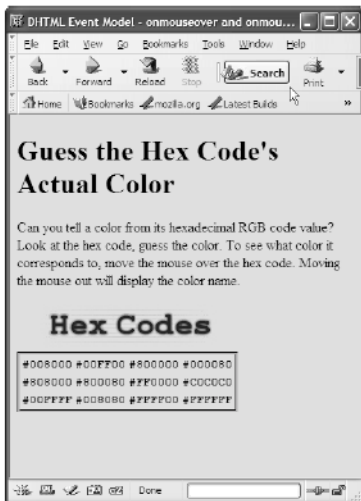 DHTML Event Model - onmouseover and onmou...
File Edit View Go Bookmarks Tools Window Help
Back Forward Reload Stop Search Print
Home Bookmarks mozilla.org Latest Builds
Guess the Hex Code's
Actual Color
Can you tell a color from its hexadecimal RGB code value?
Look at the hex code, guess the color. To see what color it
corresponds to, move the mouse over the hex code. Moving
the mouse out will display the color name.
Hex Codes
#008000 #00FF00 #800000 #000080
#808000 #800080 #FF0000 #C0C0C0
#00FFFF #008080 #FFFF00 #FFFFFF
Done